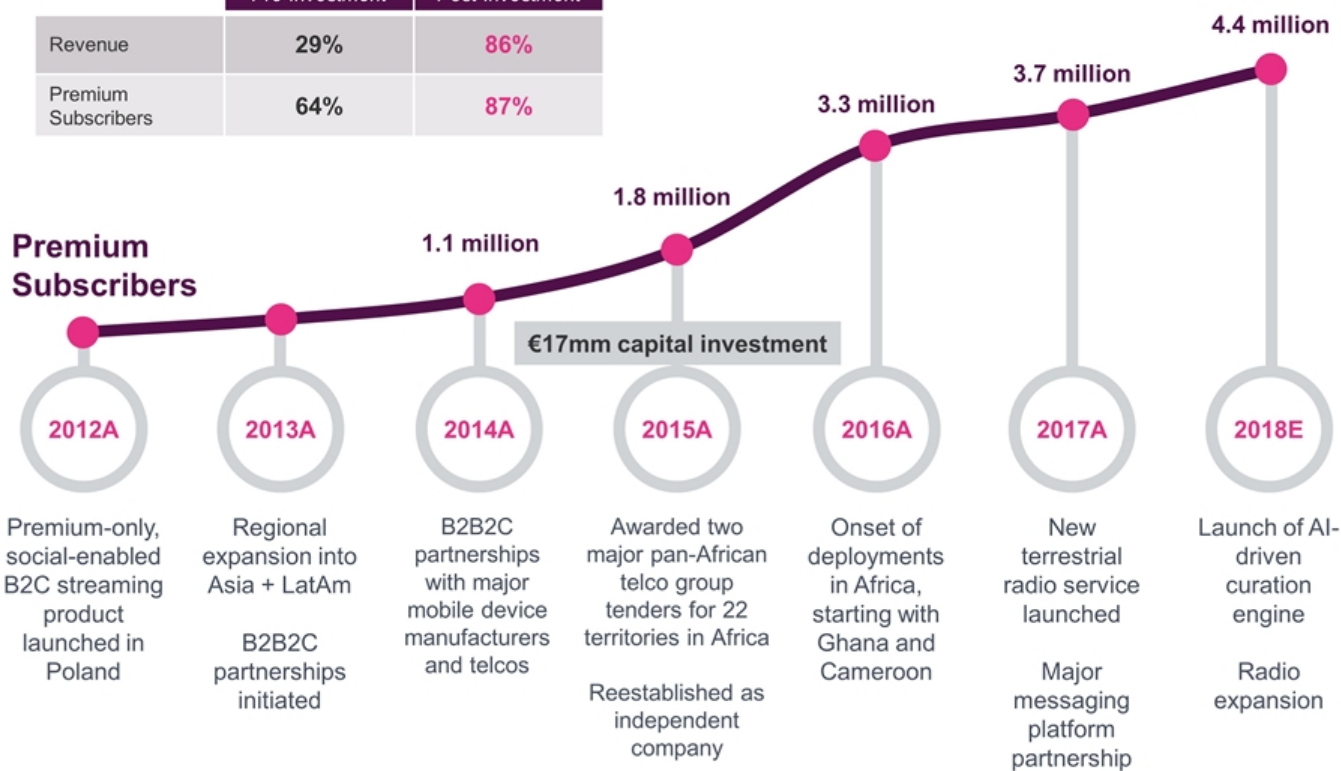 Pre-Investment Post-Investment
Revenue 29% 86%
Premium
Subscribers 64% 87%
4.4 million
3.7 million
3.3 million
1.8 million
1.1 million
Premium
Subscribers
€17mm capital investment
2012A
2013A
2014A
2015A
2016A
2017A
2018E
Premium-only,
social-enabled
B2C streaming
product
launched in
Poland
Regional
expansion into
Asia + LatAm
B2B2C
partnerships
initiated
B2B2C
partnerships
with major
mobile device
manufacturers
and telcos
Awarded two
major pan-African
telco group
tenders for 22
territories in Africa
Reestablished as
independent
company
Onset of
deployments
in Africa,
starting with
Ghana and
Cameroon
New
terrestrial
radio service
launched
Major
messaging
platform
partnership
Launch of AI-
driven
curation
engine
Radio
expansion